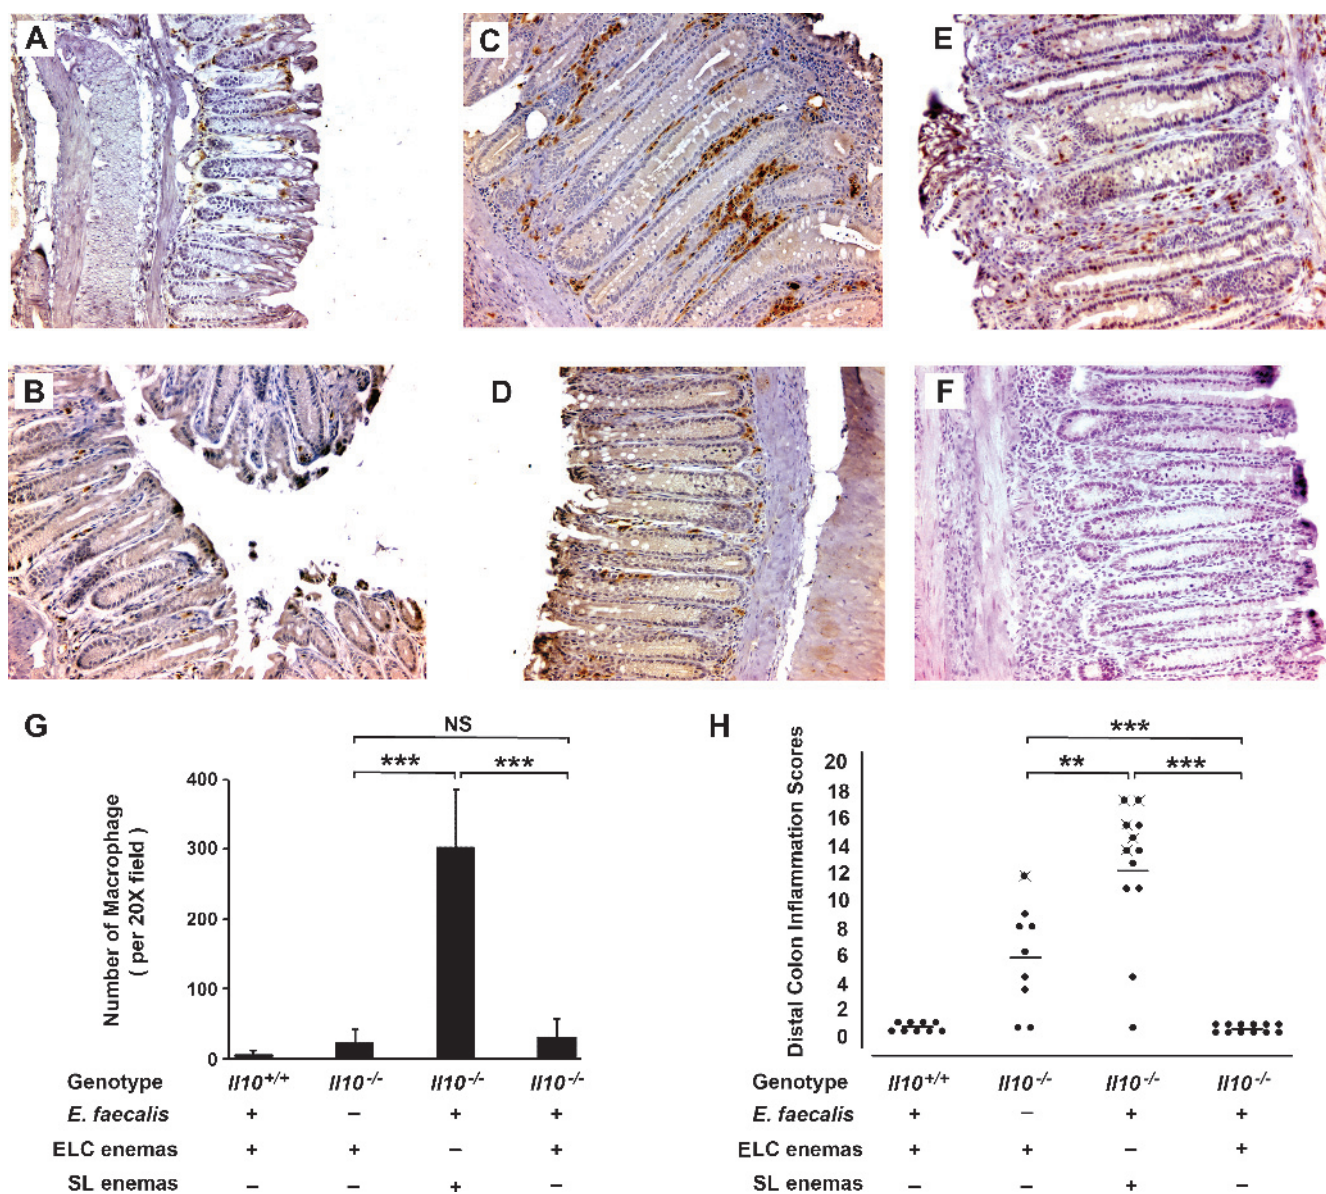 A
C
E
B
D
F
G
NS
***
***
Number of Macrophage
( per 20X field )
400
300
200
100
0
Genotype Il10+/+ Il10-/- Il10-/- Il10-/-
E. faecalis + – + +
ELC enemas + + – +
SL enemas – – + –
H
***
**
***
Distal Colon Inflammation Scores
20
18
16
14
12
10
8
6
4
2
0
Genotype Il10+/+ Il10-/- Il10-/- Il10-/-
E. faecalis + – + +
ELC enemas + + – +
SL enemas – – + –